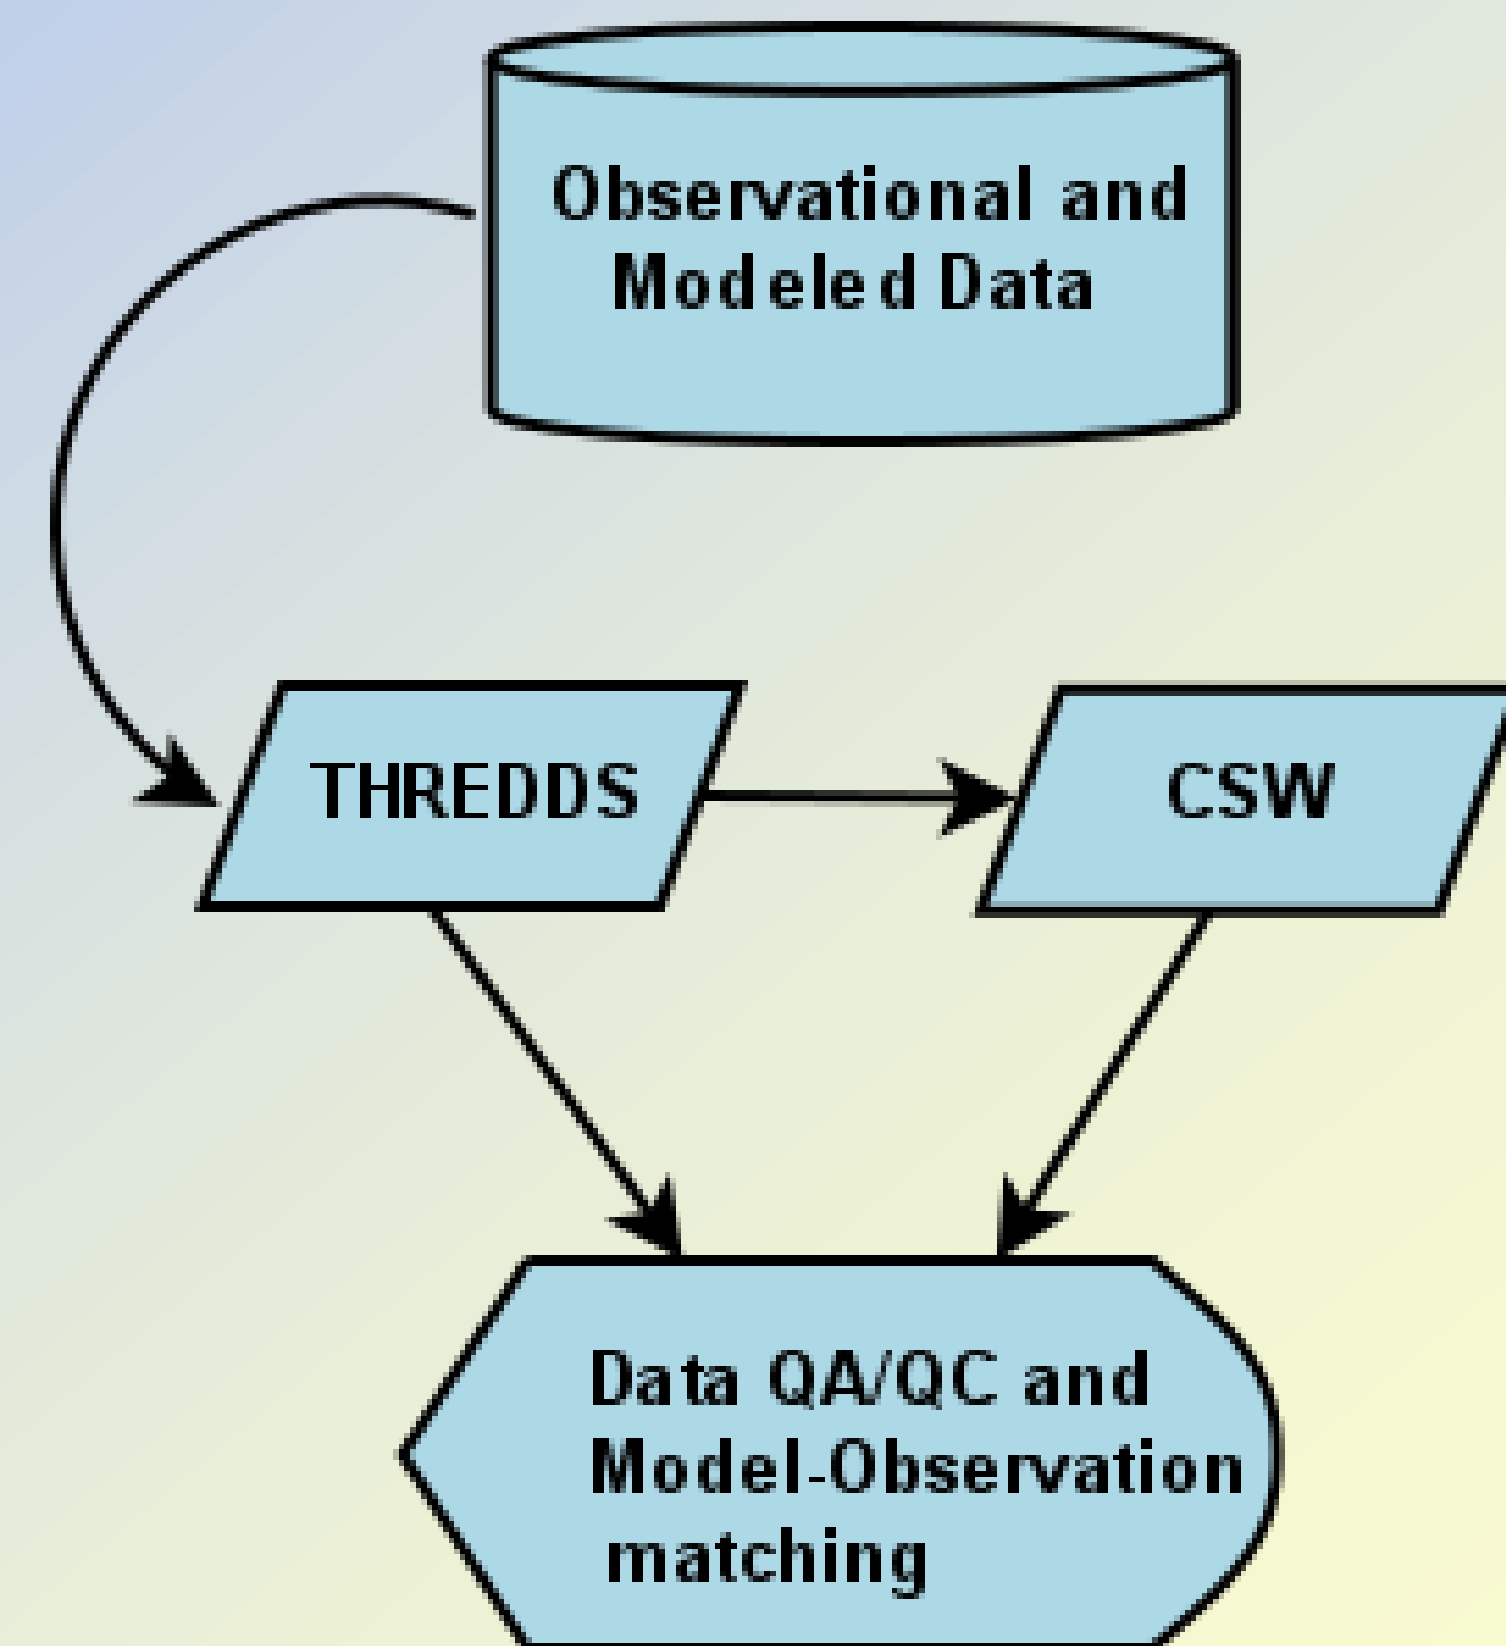 Observational and
Modeled Data
THREDDS
CSW
Data QA/QC and
Model-Observation
matching